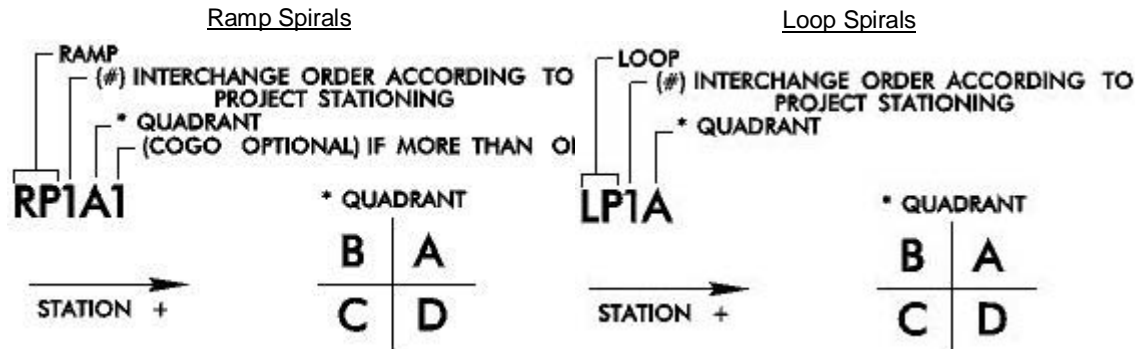 Ramp Spirals
RAMP
(#) INTERCHANGE ORDER ACCORDING TO
PROJECT STATIONING
* QUADRANT
(COGO OPTIONAL) IF MORE THAN
RP1A1
* QUADRANT
B A
C D
STATION +
Loop Spirals
LOOP
(#) INTERCHANGE ORDER ACCORDING TO
PROJECT STATIONING
* QUADRANT
LP1A
* QUADRANT
B A
C D
STATION +